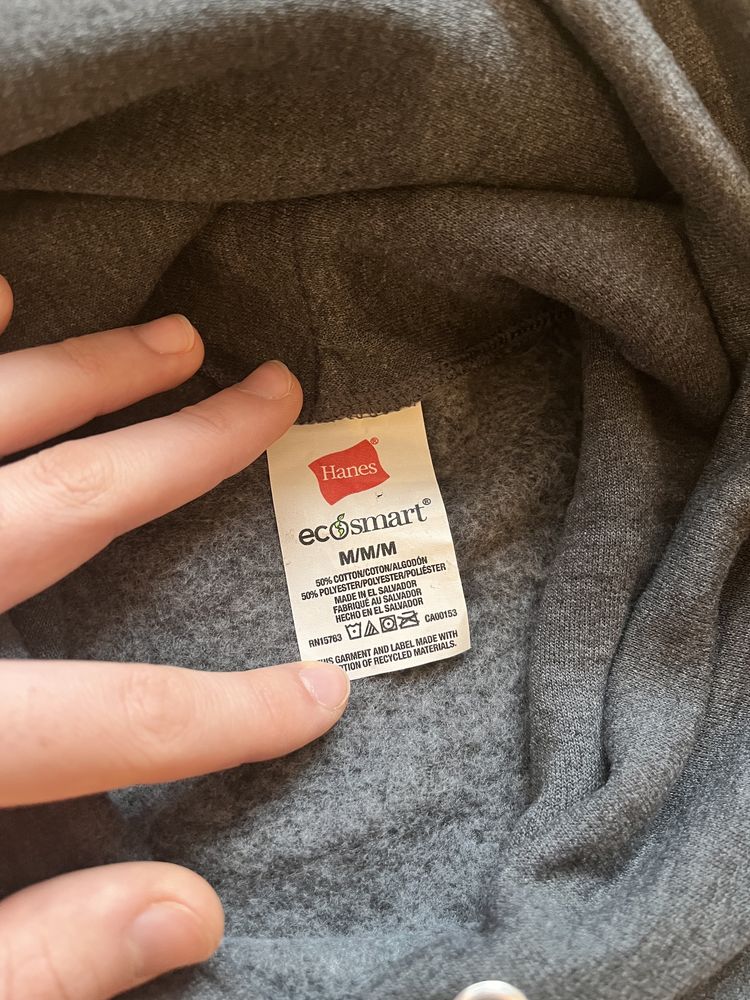 Hanes®
ecosmart®
M/M/M
50% COTTON/COTON/ALGODÓN
50% POLYESTER/POLYESTER/POLIÉSTER
MADE IN EL SALVADOR
FABRIQUÉ AU SALVADOR
HECHO EN EL SALVADOR
RN15763 CA00153
GARMENT AND LABEL MADE WITH
OF RECYCLED MATERIALS.